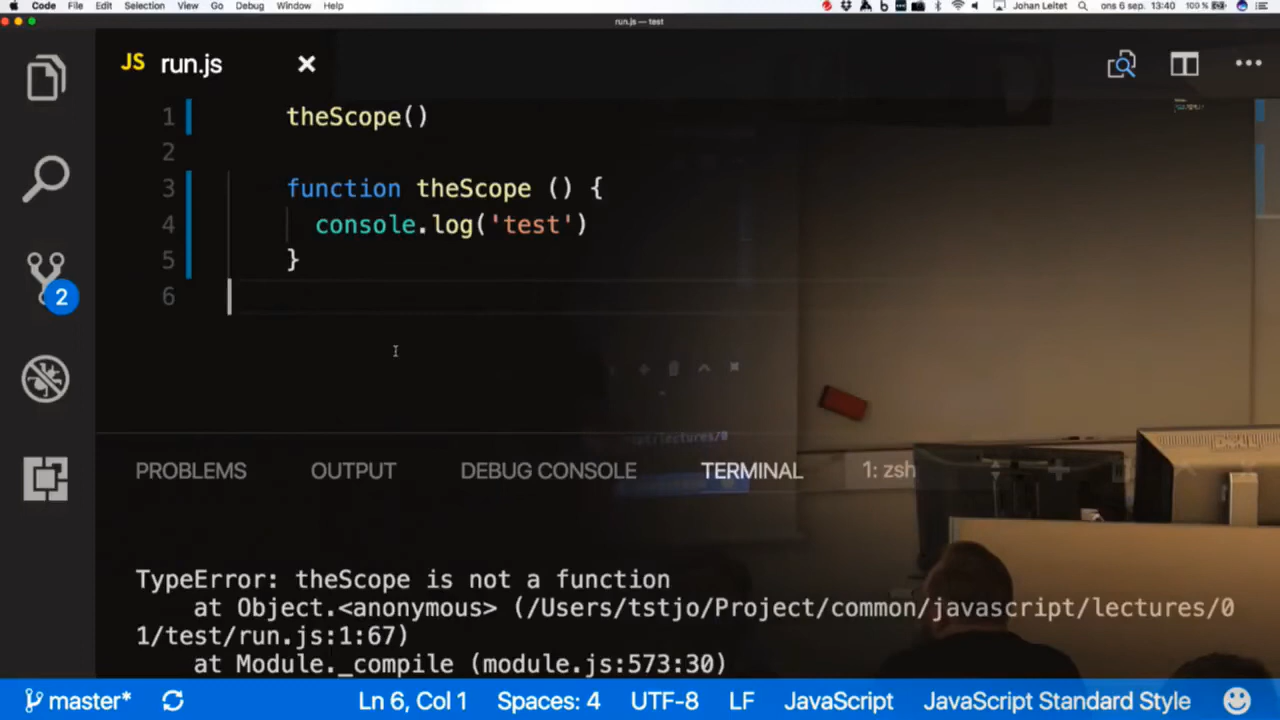 Code File Edit Selection View Go Debug Window Help Johan Leitet ons 6 sep. 13:40 100 %
run.js — test
JS run.js
1 theScope()
2
3 function theScope () {
4 console.log('test')
5 }
6
2
PROBLEMS OUTPUT DEBUG CONSOLE TERMINAL 1: zsh
TypeError: theScope is not a function
at Object.<anonymous> (/Users/tstjo/Project/common/javascript/lectures/0
1/test/run.js:1:67)
at Module._compile (module.js:573:30)
master* Ln 6, Col 1 Spaces: 4 UTF-8 LF JavaScript JavaScript Standard Style